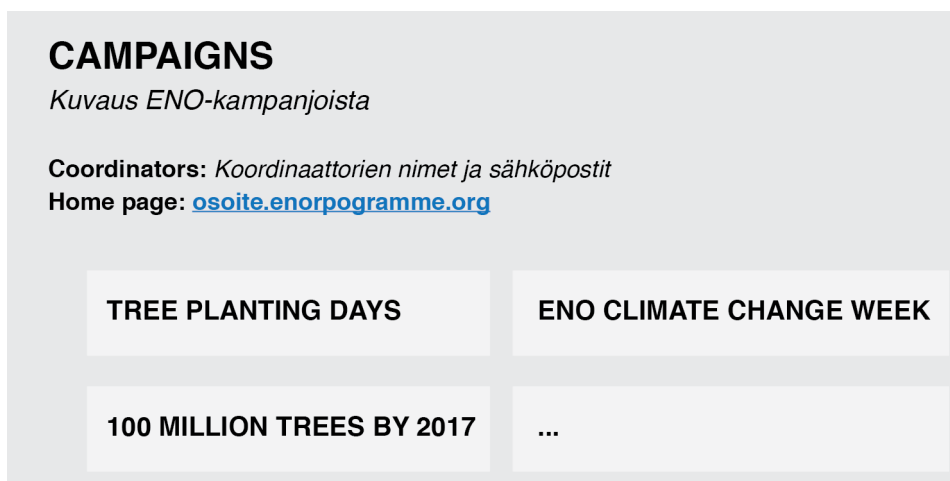 CAMPAIGNS
Kuvaus ENO-kampanjoista
Coordinators: Koordinaattorien nimet ja sähköpostit
Home page: osoite.enorpogramme.org
TREE PLANTING DAYS
ENO CLIMATE CHANGE WEEK
100 MILLION TREES BY 2017
...